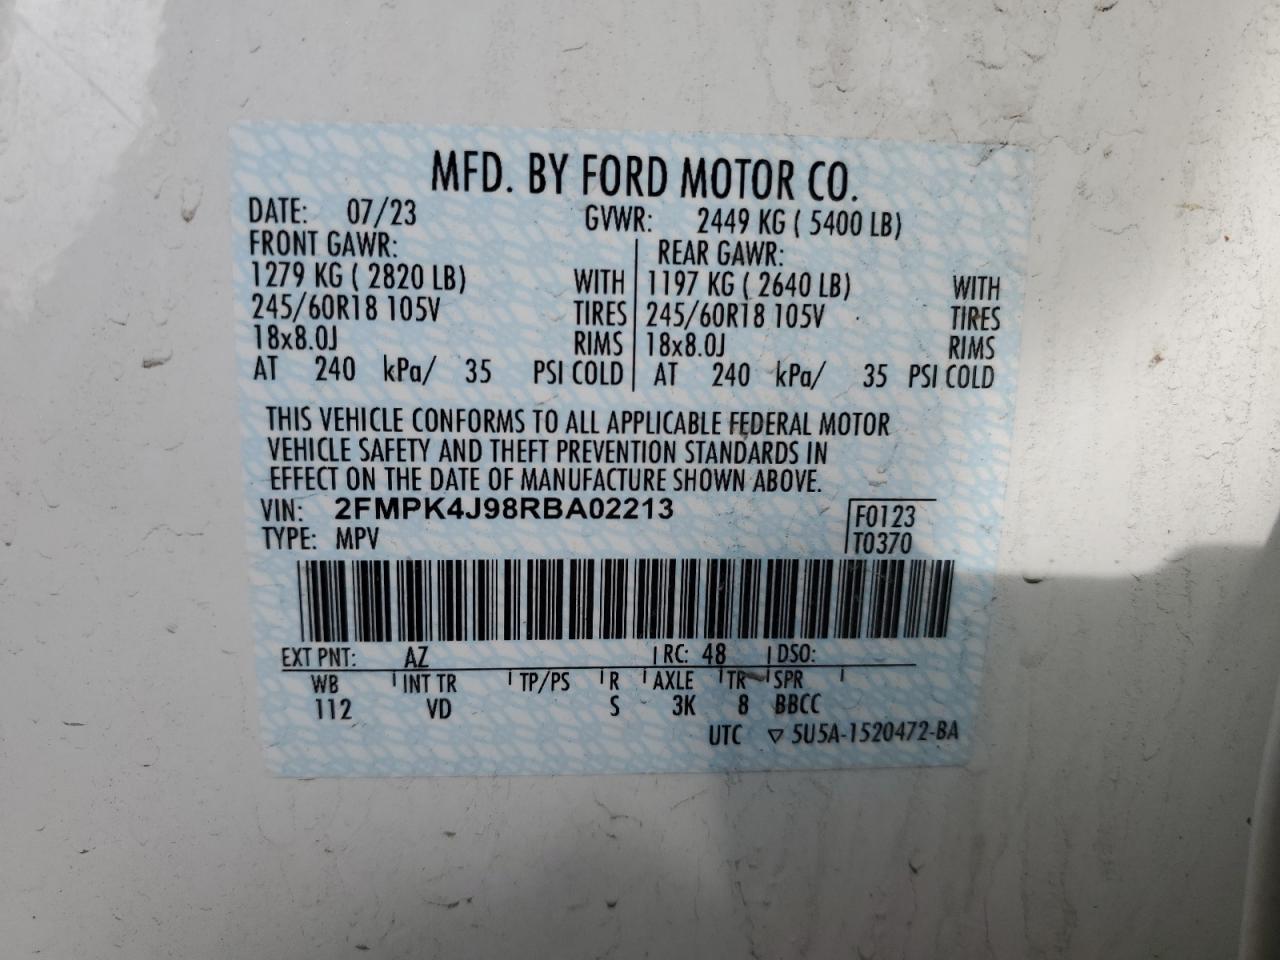 MFD. BY FORD MOTOR CO.
DATE: 07/23 GVWR: 2449 KG ( 5400 LB)
FRONT GAWR: REAR GAWR:
1279 KG ( 2820 LB) WITH 1197 KG ( 2640 LB) WITH
245/60R18 105V TIRES 245/60R18 105V TIRES
18x8.0J RIMS 18x8.0J RIMS
AT 240 kPa/ 35 PSI COLD AT 240 kPa/ 35 PSI COLD
THIS VEHICLE CONFORMS TO ALL APPLICABLE FEDERAL MOTOR
VEHICLE SAFETY AND THEFT PREVENTION STANDARDS IN
EFFECT ON THE DATE OF MANUFACTURE SHOWN ABOVE.
VIN: 2FMPK4J98RBA02213 F0123
TYPE: MPV T0370
EXT PNT: AZ RC: 48 DSO:
WB INT TR TP/PS R AXLE TR SPR
112 VD S 3K 8 BBCC
UTC ▽ 5U5A-1520472-BA